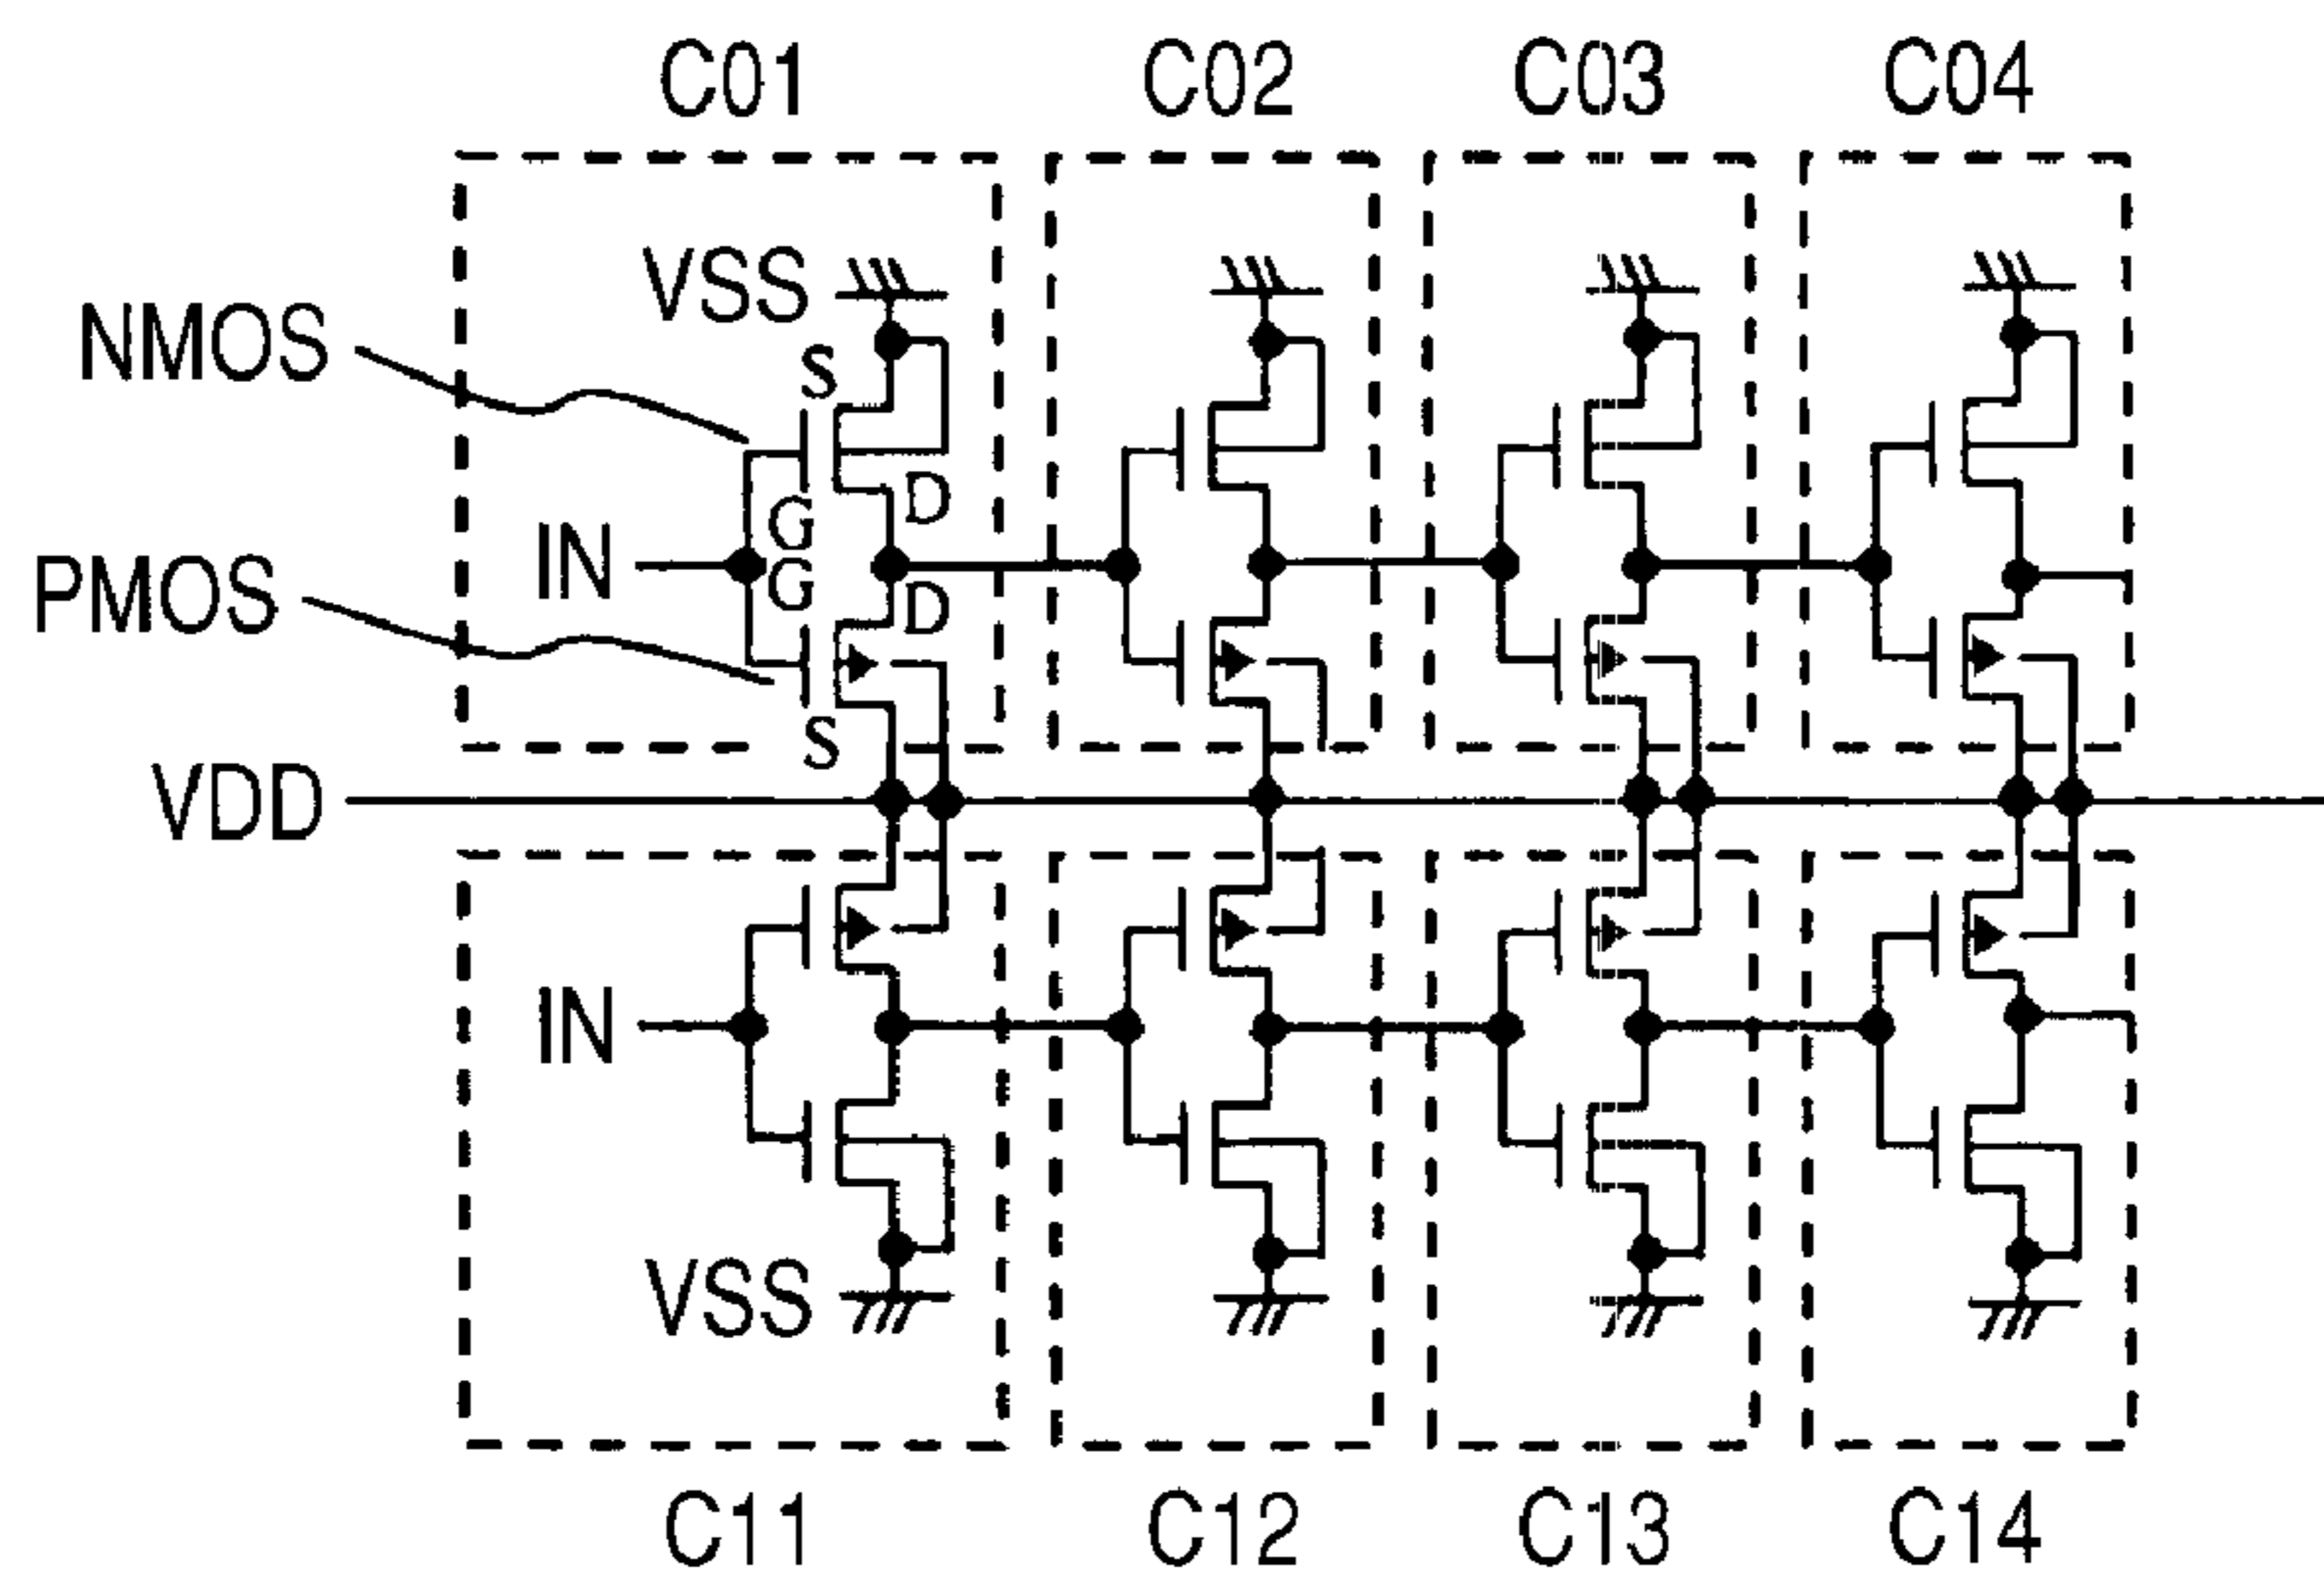 C01 C02 C03 C04
VSS
NMOS
S
D
G
IN
G
PMOS
D
S
VDD
IN
VSS
C11 C12 C13 C14